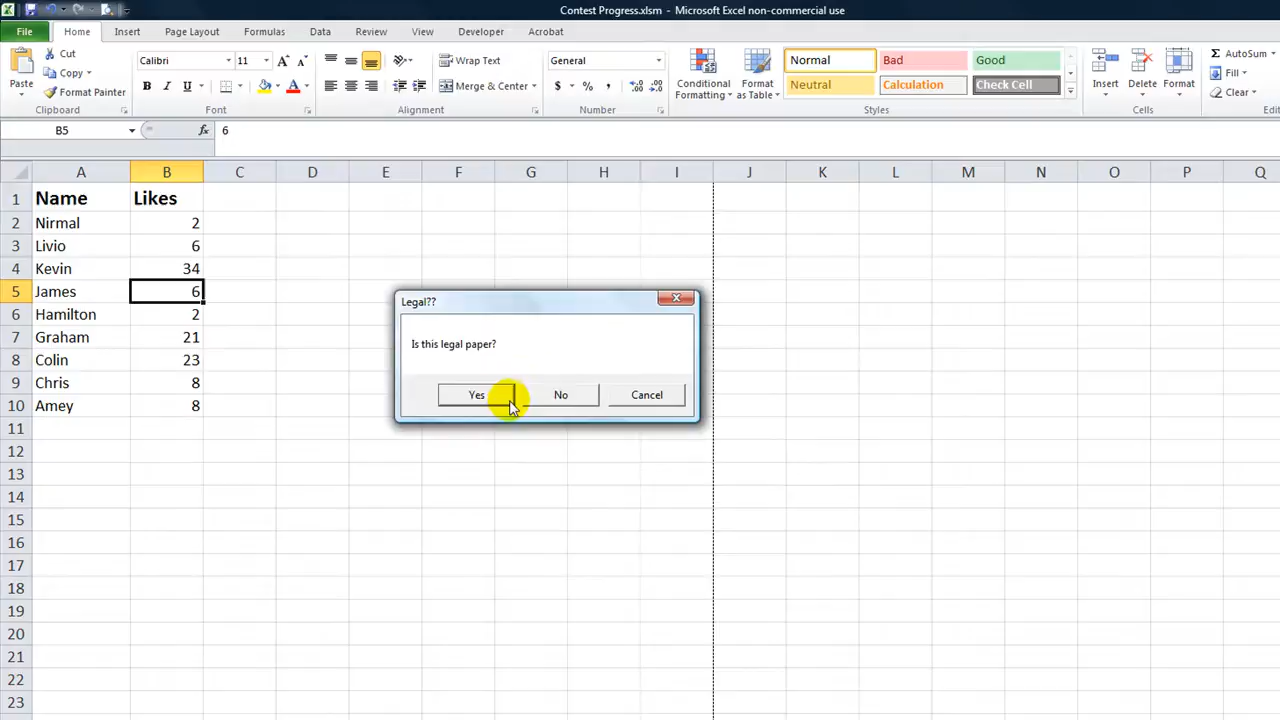 Contest Progress.xlsm - Microsoft Excel non-commercial use
File Home Insert Page Layout Formulas Data Review View Developer Acrobat
Paste
Cut
Copy
Format Painter
Clipboard
Calibri 11
Font
Wrap Text
Merge & Center
Alignment
General
Number
Conditional Formatting
Format as Table
Normal Bad Good
Neutral Calculation Check Cell
Styles
Insert Delete Format
Cells
AutoSum
Fill
Clear
B5 fx 6
A B C D E F G H I J K L M N O P Q
1 Name Likes
2 Nirmal 2
3 Livio 6
4 Kevin 34
5 James 6
6 Hamilton 2
7 Graham 21
8 Colin 23
9 Chris 8
10 Amey 8
11
12
13
14
15
16
17
18
19
20
21
22
23
Legal??
Is this legal paper?
Yes No Cancel